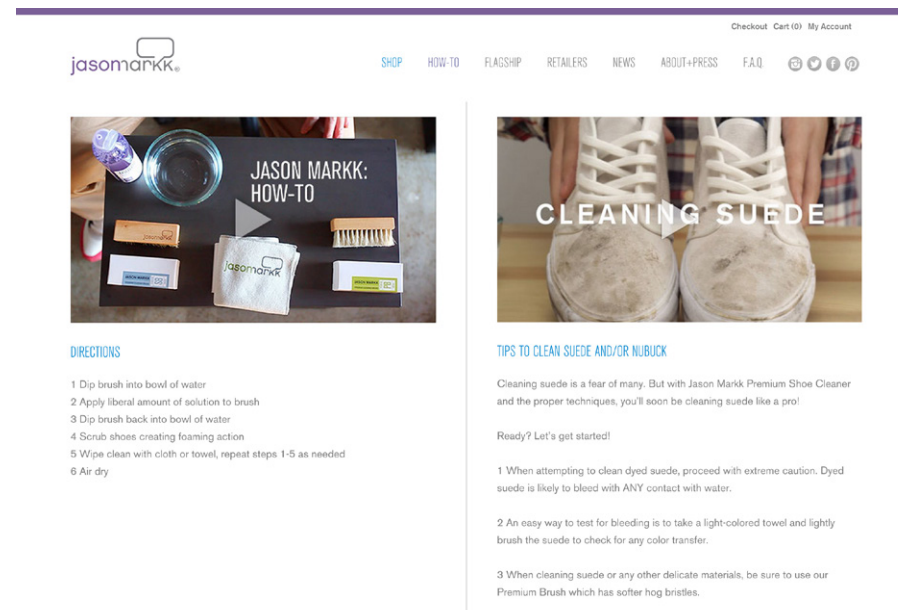 Checkout Cart (0) My Account
jasonmarkk®
SHOP HOW-TO FLAGSHIP RETAILERS NEWS ABOUT+PRESS F.A.Q.
JASON MARKK:
HOW-TO
jasonmarkk
JASON MARKK
JASON MARKK
DIRECTIONS
1 Dip brush into bowl of water
2 Apply liberal amount of solution to brush
3 Dip brush back into bowl of water
4 Scrub shoes creating foaming action
5 Wipe clean with cloth or towel, repeat steps 1-5 as needed
6 Air dry
CLEANING SUEDE
TIPS TO CLEAN SUEDE AND/OR NUBUCK
Cleaning suede is a fear of many. But with Jason Markk Premium Shoe Cleaner
and the proper techniques, you'll soon be cleaning suede like a pro!
Ready? Let's get started!
1 When attempting to clean dyed suede, proceed with extreme caution. Dyed
suede is likely to bleed with ANY contact with water.
2 An easy way to test for bleeding is to take a light-colored towel and lightly
brush the suede to check for any color transfer.
3 When cleaning suede or any other delicate materials, be sure to use our
Premium Brush which has softer hog bristles.